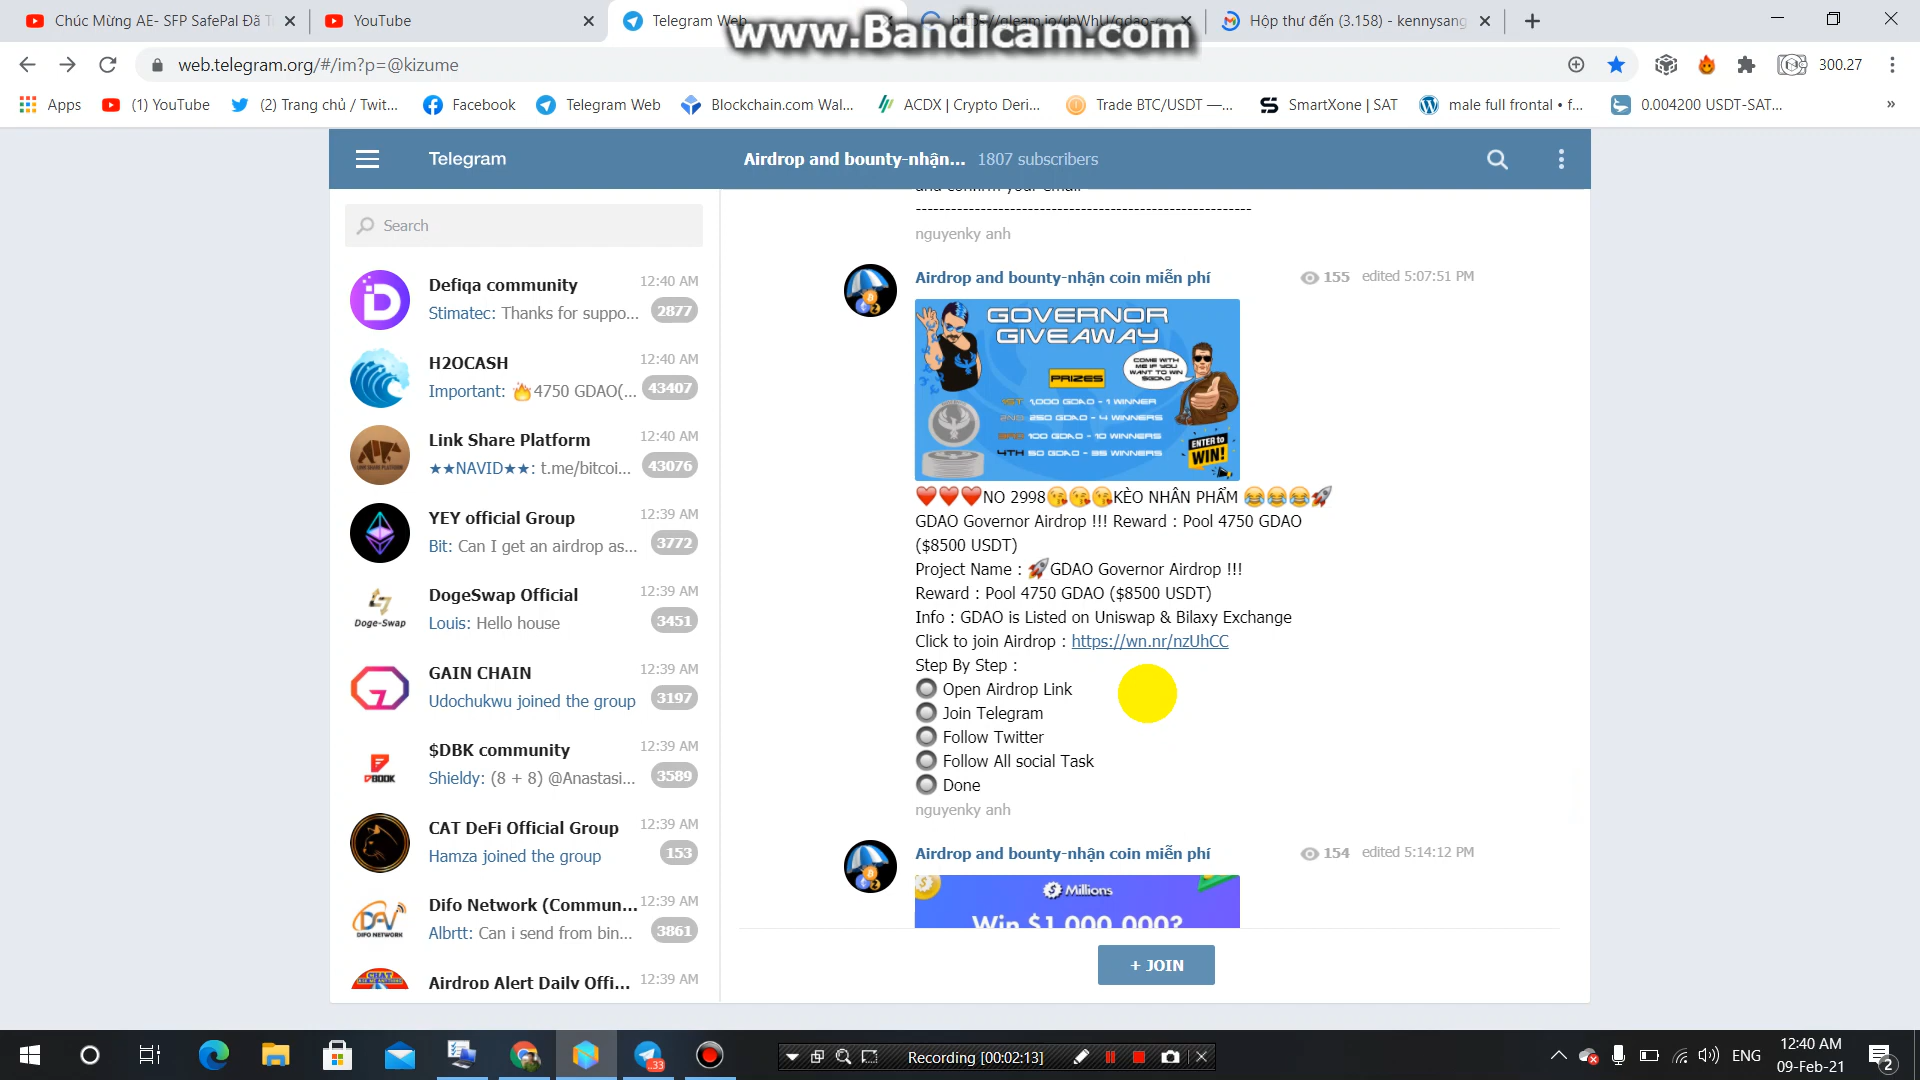 Chúc Mừng AE- SFP SafePal Đã T
YouTube
Telegram Web
https://gleam.io/rhWhU/gdao-g
Hộp thư đến (3.158) - kennysang
www.Bandicam.com
web.telegram.org/#/im?p=@kizume
300.27
Apps
(1) YouTube
(2) Trang chủ / Twit...
Facebook
Telegram Web
Blockchain.com Wal...
ACDX | Crypto Deri...
Trade BTC/USDT —...
SmartXone | SAT
male full frontal • f...
0.004200 USDT-SAT...
»
Telegram
Airdrop and bounty-nhận... 1807 subscribers
Search
Defiqa community 12:40 AM
Stimatec: Thanks for suppo... 2877
H2OCASH 12:40 AM
Important: 🔥4750 GDAO(... 43407
Link Share Platform 12:40 AM
★★NAVID★★: t.me/bitcoi... 43076
YEY official Group 12:39 AM
Bit: Can I get an airdrop as... 3772
Doge-Swap
DogeSwap Official 12:39 AM
Louis: Hello house 3451
GAIN CHAIN 12:39 AM
Udochukwu joined the group 3197
$DBK community 12:39 AM
Shieldy: (8 + 8) @Anastasi... 3589
CAT DeFi Official Group 12:39 AM
Hamza joined the group 153
DIFO NETWORK
Difo Network (Commun... 12:39 AM
Albrtt: Can i send from bin... 3861
CHAT
Airdrop Alert Daily Offi... 12:39 AM
and confirm your email
---------------------------------------------------------
nguyenky anh
Airdrop and bounty-nhận coin miễn phí 155 edited 5:07:51 PM
GOVERNOR
GIVEAWAY
COME WITH
ME IF YOU
WANT TO WIN
$GDAO
PRIZES
1ST 1,000 GDAO - 1 WINNER
2ND 250 GDAO - 4 WINNERS
3RD 100 GDAO - 10 WINNERS
4TH 50 GDAO - 35 WINNERS
ENTER to
WIN!
❤️❤️❤️NO 2998😘😘😘KÈO NHÂN PHẨM 😂😂😂🚀
GDAO Governor Airdrop !!! Reward : Pool 4750 GDAO
($8500 USDT)
Project Name : 🚀GDAO Governor Airdrop !!!
Reward : Pool 4750 GDAO ($8500 USDT)
Info : GDAO is Listed on Uniswap & Bilaxy Exchange
Click to join Airdrop : https://wn.nr/nzUhCC
Step By Step :
🔘 Open Airdrop Link
🔘 Join Telegram
🔘 Follow Twitter
🔘 Follow All social Task
🔘 Done
nguyenky anh
Airdrop and bounty-nhận coin miễn phí 154 edited 5:14:12 PM
Millions
Win $1,000,000?
+ JOIN
33
Recording [00:02:13]
ENG
12:40 AM
09-Feb-21
2